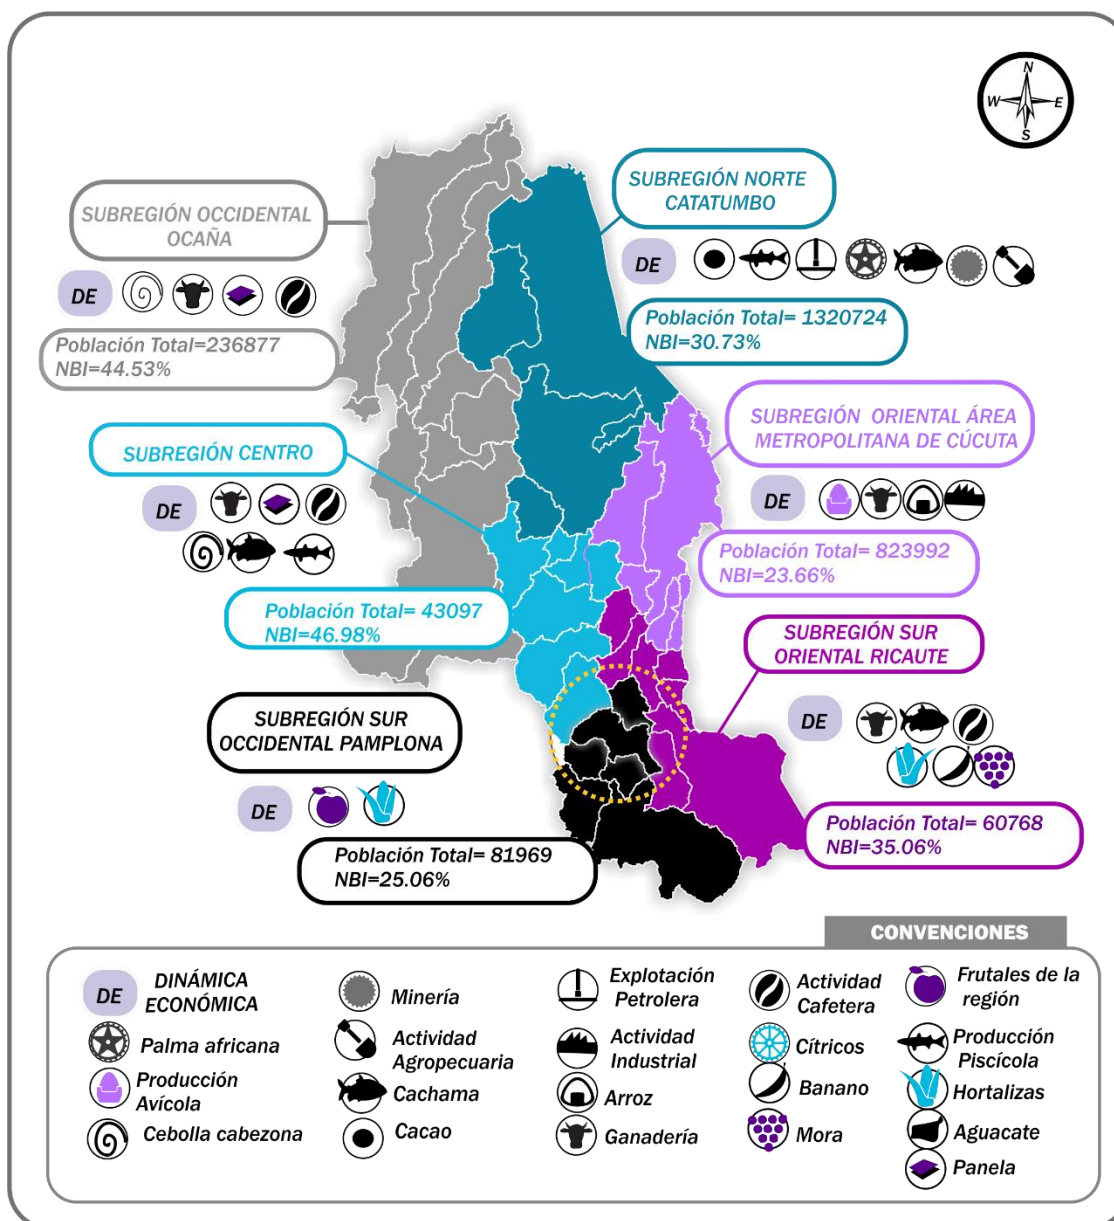 N
W
E
S
SUBREGIÓN OCCIDENTAL
OCAÑA
DE
Población Total=236877
NBI=44.53%
SUBREGIÓN NORTE
CATATUMBO
DE
Población Total= 1320724
NBI=30.73%
SUBREGIÓN CENTRO
DE
Población Total= 43097
NBI=46.98%
SUBREGIÓN ORIENTAL ÁREA
METROPOLITANA DE CÚCUTA
DE
Población Total= 823992
NBI=23.66%
SUBREGIÓN SUR
ORIENTAL RICAUTE
DE
Población Total= 60768
NBI=35.06%
SUBREGIÓN SUR
OCCIDENTAL PAMPLONA
DE
Población Total= 81969
NBI=25.06%
CONVENCIONES
DE
DINÁMICA
ECONÓMICA
Palma africana
Producción
Avícola
Cebolla cabezona
Minería
Actividad
Agropecuaria
Cachama
Cacao
Explotación
Petrolera
Actividad
Industrial
Arroz
Ganadería
Actividad
Cafetera
Cítricos
Banano
Mora
Frutales de la
región
Producción
Piscícola
Hortalizas
Aguacate
Panela